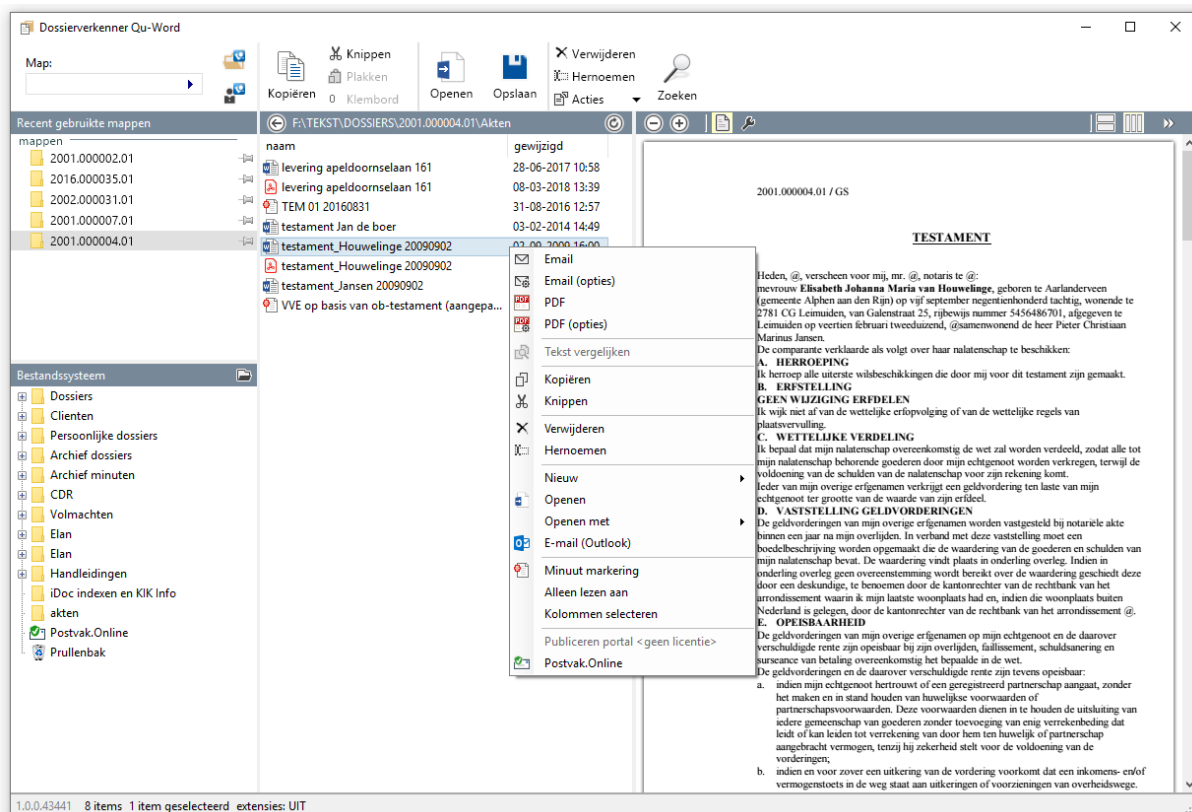 Dossierverkenner Qu-Word
Map:
Kopiëren
Knippen
Plakken
0 Klembord
Openen
Opslaan
Verwijderen
Hernoemen
Acties
Zoeken
Recent gebruikte mappen
mappen
2001.000002.01
2016.000035.01
2002.000031.01
2001.000007.01
2001.000004.01
Bestandssysteem
Dossiers
Clienten
Persoonlijke dossiers
Archief dossiers
Archief minuten
CDR
Volmachten
Elan
Elan
Handleidingen
iDoc indexen en KIK Info
akten
Postvak.Online
Prullenbak
F:\TEKST\DOSSIERS\2001.000004.01\Akten
naam gewijzigd
levering apeldoornselaan 161 28-06-2017 10:58
levering apeldoornselaan 161 08-03-2018 13:39
TEM 01 20160831 31-08-2016 12:57
testament Jan de boer 03-02-2014 14:49
testament_Houwelinge 20090902 02-09-2009 16:00
testament_Houwelinge 20090902
testament_Jansen 20090902
VVE op basis van ob-testament (aangepa...
Email
Email (opties)
PDF
PDF (opties)
Tekst vergelijken
Kopiëren
Knippen
Verwijderen
Hernoemen
Nieuw
Openen
Openen met
E-mail (Outlook)
Minuut markering
Alleen lezen aan
Kolommen selecteren
Publiceren portal <geen licentie>
Postvak.Online
2001.000004.01 / GS
TESTAMENT
Heden, @, verscheen voor mij, mr. @, notaris te @:
mevrouw Elisabeth Johanna Maria van Houwelinge, geboren te Aarlanderveen
(gemeente Alphen aan den Rijn) op vijf september negentienhonderd tachtig, wonende te
2781 CG Leimuiden, van Galenstraat 25, rijbewijs nummer 5456486701, afgegeven te
Leimuiden op veertien februari tweeduizend, @samenwonend de heer Pieter Christiaan
Marinus Jansen.
De comparante verklaarde als volgt over haar nalatenschap te beschikken:
A. HERROEPING
Ik herroep alle uiterste wilsbeschikkingen die door mij voor dit testament zijn gemaakt.
B. ERFSTELLING
GEEN WIJZIGING ERFDELEN
Ik wijk niet af van de wettelijke erfopvolging of van de wettelijke regels van
plaatsvervulling.
C. WETTELIJKE VERDELING
Ik bepaal dat mijn nalatenschap overeenkomstig de wet zal worden verdeeld, zodat alle tot
mijn nalatenschap behorende goederen door mijn echtgenoot worden verkregen, terwijl de
voldoening van de schulden van de nalatenschap voor zijn rekening komt.
Ieder van mijn overige erfgenamen verkrijgt een geldvordering ten laste van mijn
echtgenoot ter grootte van de waarde van zijn erfdeel.
D. VASTSTELLING GELDVORDERINGEN
De geldvorderingen van mijn overige erfgenamen worden vastgesteld bij notariële akte
binnen een jaar na mijn overlijden. In verband met deze vaststelling moet een
boedelbeschrijving worden opgemaakt die de waardering van de goederen en schulden van
mijn nalatenschap bevat. De waardering vindt plaats in onderling overleg. Indien in
onderling overleg geen overeenstemming wordt bereikt over de waardering geschiedt deze
door een deskundige, te benoemen door de kantonrechter van de rechtbank van het
arrondissement waarin ik mijn laatste woonplaats had en, indien die woonplaats buiten
Nederland is gelegen, door de kantonrechter van de rechtbank van het arrondissement @.
E. OPEISBAARHEID
De geldvorderingen van mijn overige erfgenamen op mijn echtgenoot en de daarover
verschuldigde rente zijn opeisbaar bij zijn overlijden, faillissement, schuldsanering en
surseance van betaling overeenkomstig het bepaalde in de wet.
De geldvorderingen en de daarover verschuldigde rente zijn tevens opeisbaar:
a. indien mijn echtgenoot hertrouwt of een geregistreerd partnerschap aangaat, zonder
het maken en in stand houden van huwelijkse voorwaarden of
partnerschapsvoorwaarden. Deze voorwaarden dienen in te houden de uitsluiting van
iedere gemeenschap van goederen zonder toevoeging van enig verrekenbeding dat
leidt of kan leiden tot verrekening van door hem ten huwelijk of partnerschap
aangebracht vermogen, tenzij hij zekerheid stelt voor de voldoening van de
vorderingen;
b. indien en voor zover een uitkering van de vordering voorkomt dat een inkomens- en/of
vermogenstoets in de weg staat aan uitkeringen of voorzieningen van overheidswege.
1.0.0.43441 8 items 1 item geselecteerd extensies: UIT